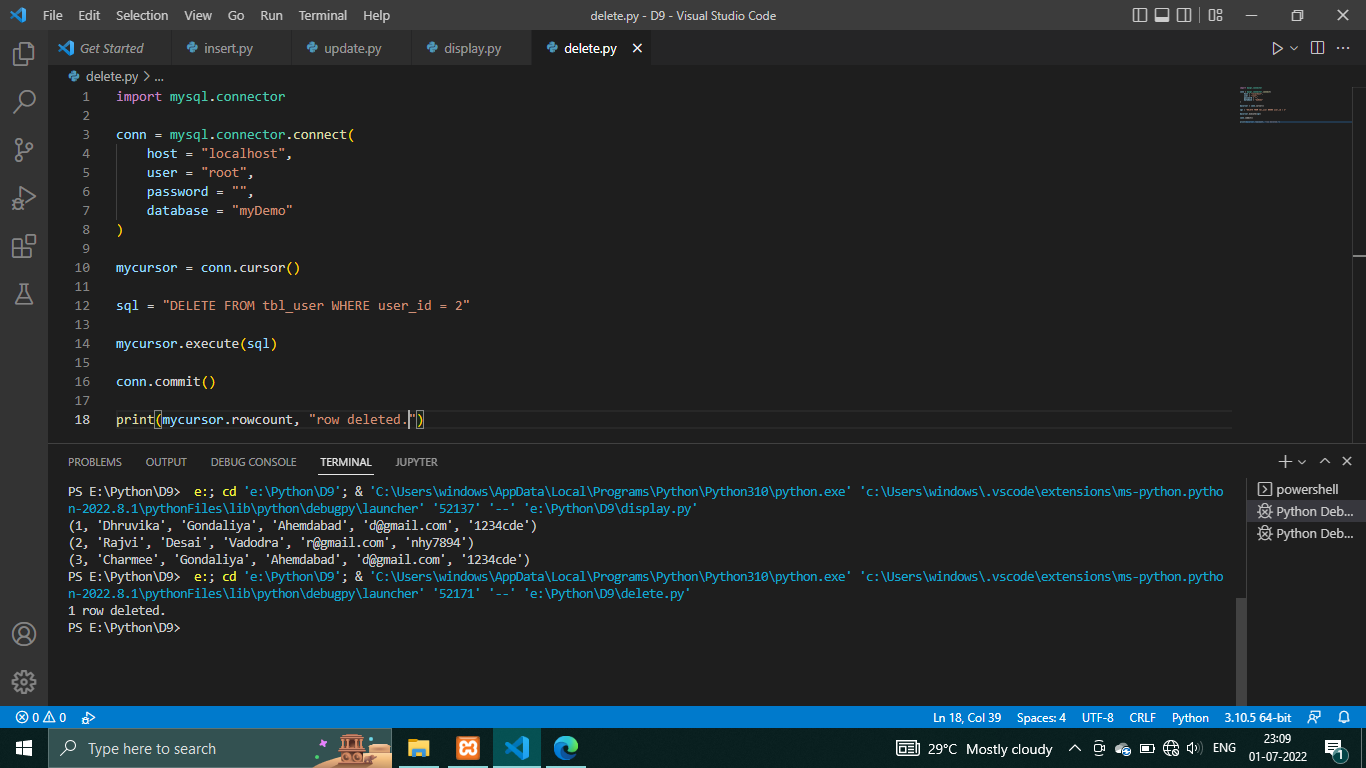 File Edit Selection View Go Run Terminal Help
delete.py - D9 - Visual Studio Code
Get Started insert.py update.py display.py delete.py
delete.py > ...
1 import mysql.connector
2
3 conn = mysql.connector.connect(
4 host = "localhost",
5 user = "root",
6 password = "",
7 database = "myDemo"
8 )
9
10 mycursor = conn.cursor()
11
12 sql = "DELETE FROM tbl_user WHERE user_id = 2"
13
14 mycursor.execute(sql)
15
16 conn.commit()
17
18 print(mycursor.rowcount, "row deleted.")
PROBLEMS OUTPUT DEBUG CONSOLE TERMINAL JUPYTER
PS E:\Python\D9>  e:; cd 'e:\Python\D9'; & 'C:\Users\windows\AppData\Local\Programs\Python\Python310\python.exe' 'c:\Users\windows\.vscode\extensions\ms-python.pytho
n-2022.8.1\pythonFiles\lib\python\debugpy\launcher' '52137' '--' 'e:\Python\D9\display.py'
(1, 'Dhruvika', 'Gondaliya', 'Ahemdabad', 'd@gmail.com', '1234cde')
(2, 'Rajvi', 'Desai', 'Vadodra', 'r@gmail.com', 'nhy7894')
(3, 'Charmee', 'Gondaliya', 'Ahemdabad', 'd@gmail.com', '1234cde')
PS E:\Python\D9>  e:; cd 'e:\Python\D9'; & 'C:\Users\windows\AppData\Local\Programs\Python\Python310\python.exe' 'c:\Users\windows\.vscode\extensions\ms-python.pytho
n-2022.8.1\pythonFiles\lib\python\debugpy\launcher' '52171' '--' 'e:\Python\D9\delete.py'
1 row deleted.
PS E:\Python\D9>
powershell
Python Deb...
Python Deb...
0 0
Ln 18, Col 39 Spaces: 4 UTF-8 CRLF Python 3.10.5 64-bit
Type here to search
29°C Mostly cloudy
ENG
23:09
01-07-2022
1